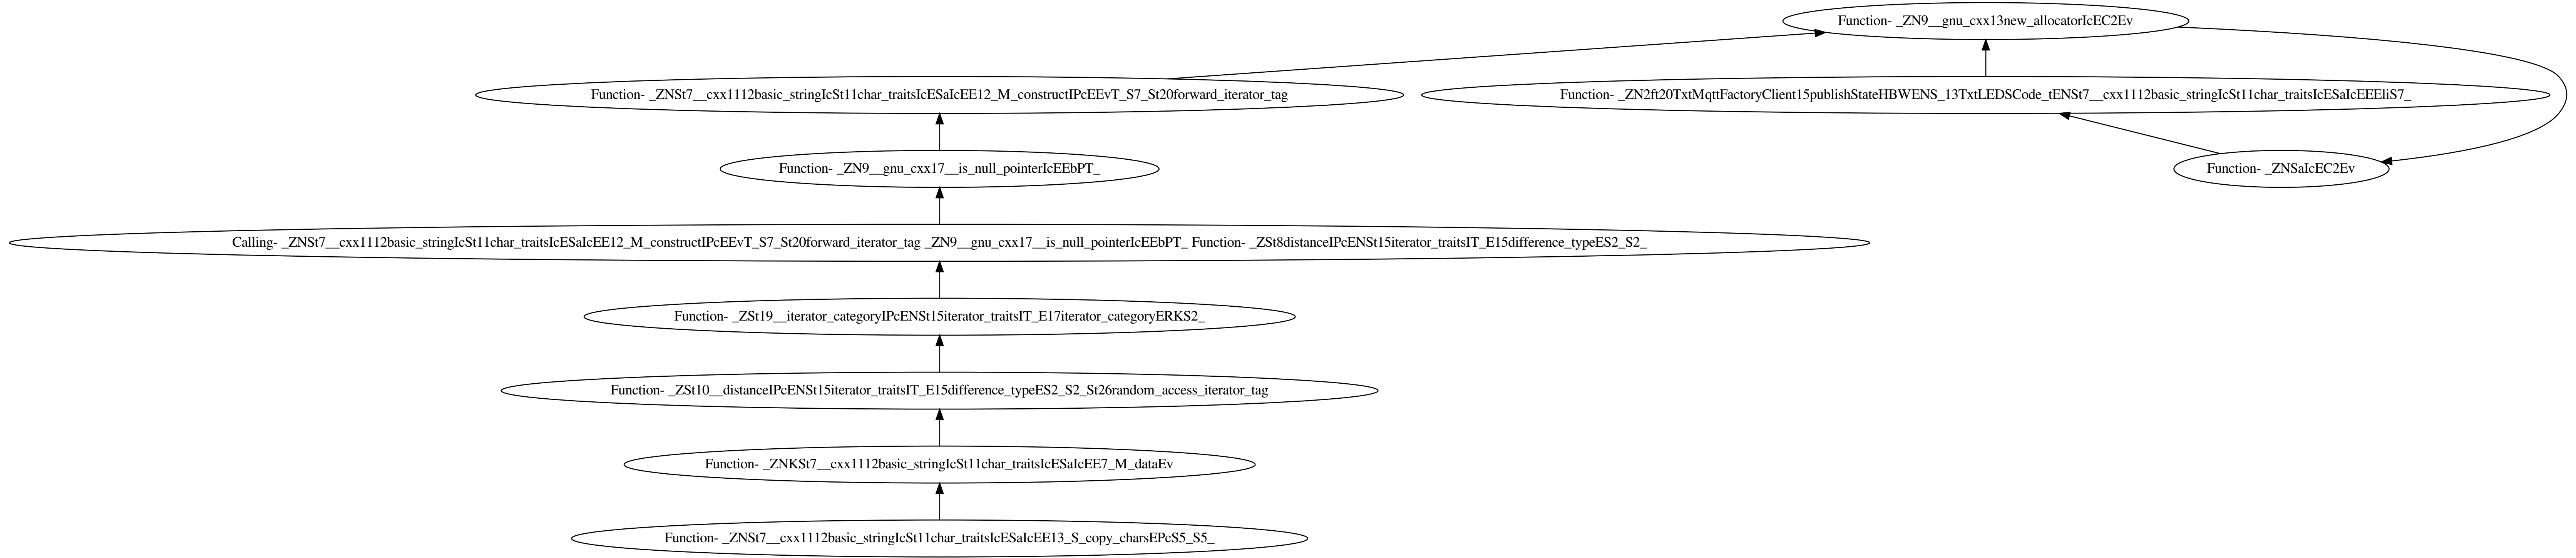 Function- _ZN9__gnu_cxx13new_allocatorIcEC2Ev
Function- _ZNSt7__cxx1112basic_stringIcSt11char_traitsIcESaIcEE12_M_constructIPcEEvT_S7_St20forward_iterator_tag
Function- _ZN2ft20TxtMqttFactoryClient15publishStateHBWENS_13TxtLEDSCode_tENSt7__cxx1112basic_stringIcSt11char_traitsIcESaIcEEEliS7_
Function- _ZN9__gnu_cxx17__is_null_pointerIcEEbPT_
Function- _ZNSaIcEC2Ev
Calling- _ZNSt7__cxx1112basic_stringIcSt11char_traitsIcESaIcEE12_M_constructIPcEEvT_S7_St20forward_iterator_tag _ZN9__gnu_cxx17__is_null_pointerIcEEbPT_ Function- _ZSt8distanceIPcENSt15iterator_traitsIT_E15difference_typeES2_S2_
Function- _ZSt19__iterator_categoryIPcENSt15iterator_traitsIT_E17iterator_categoryERKS2_
Function- _ZSt10__distanceIPcENSt15iterator_traitsIT_E15difference_typeES2_S2_St26random_access_iterator_tag
Function- _ZNKSt7__cxx1112basic_stringIcSt11char_traitsIcESaIcEE7_M_dataEv
Function- _ZNSt7__cxx1112basic_stringIcSt11char_traitsIcESaIcEE13_S_copy_charsEPcS5_S5_